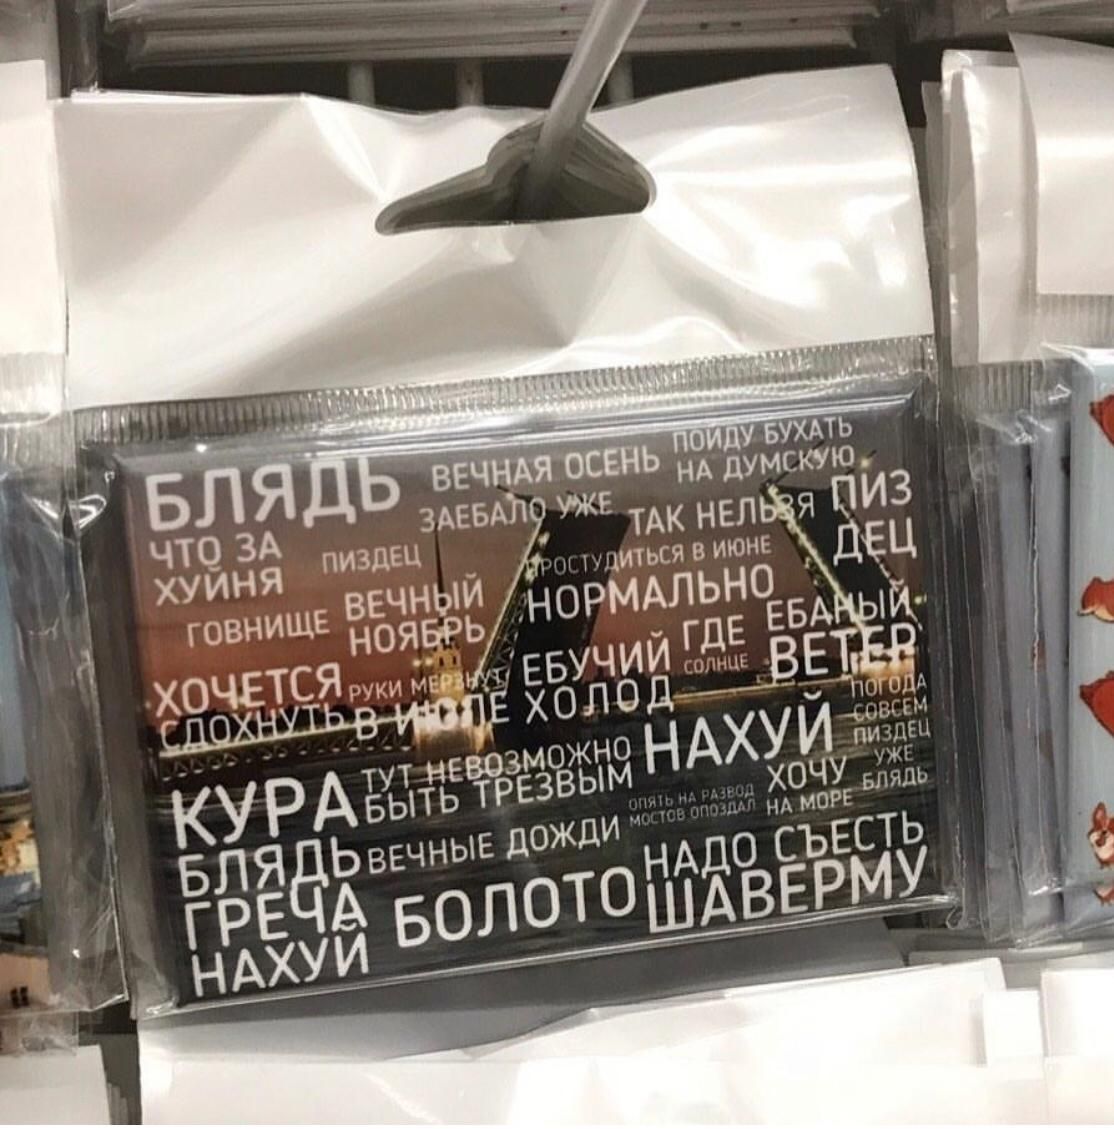 БЛЯДЬ
ВЕЧНАЯ ОСЕНЬ
ПОЙДУ БУХАТЬ
НА ДУМСКУЮ
ЗАЕБАЛО УЖЕ
ТАК НЕЛЬЗЯ
ПИЗ
ДЕЦ
ЧТО ЗА
ХУЙНЯ
ПИЗДЕЦ
ПРОСТУДИТЬСЯ В ИЮНЕ
НОРМАЛЬНО
ГОВНИЩЕ
ВЕЧНЫЙ
НОЯБРЬ
ЕБУЧИЙ
ХОЛОД
ГДЕ
СОЛНЦЕ
ЕБАНЫЙ
ВЕТЕР
ХОЧЕТСЯ
СДОХНУТЬ
РУКИ МЕРЗНУТ
В ИЮЛЕ
ПОГОДА
СОВСЕМ
ПИЗДЕЦ
УЖЕ
БЛЯДЬ
НАХУЙ
КУРА
ТУТ НЕВОЗМОЖНО
БЫТЬ ТРЕЗВЫМ
ОПЯТЬ НА РАЗВОД
МОСТОВ ОПОЗДАЛ
ХОЧУ
НА МОРЕ
БЛЯДЬ
ВЕЧНЫЕ ДОЖДИ
НАДО СЪЕСТЬ
ШАВЕРМУ
ГРЕЧА
НАХУЙ
БОЛОТО